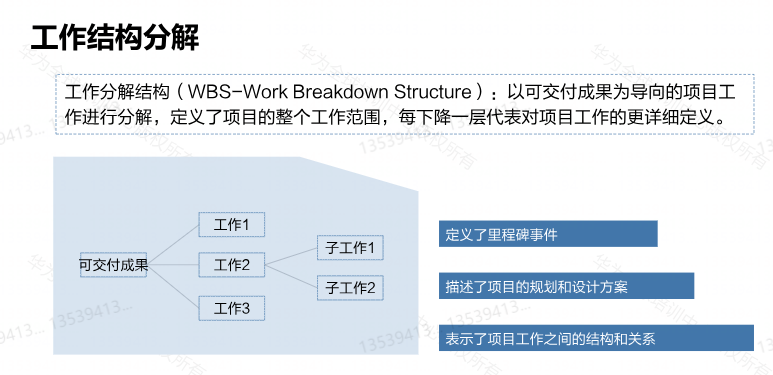 工作结构分解
工作分解结构（WBS-Work Breakdown Structure）：以可交付成果为导向的项目工
作进行分解，定义了项目的整个工作范围，每下降一层代表对项目工作的更详细定义。
可交付成果
工作1
工作2
工作3
子工作1
子工作2
定义了里程碑事件
描述了项目的规划和设计方案
表示了项目工作之间的结构和关系
13539413...